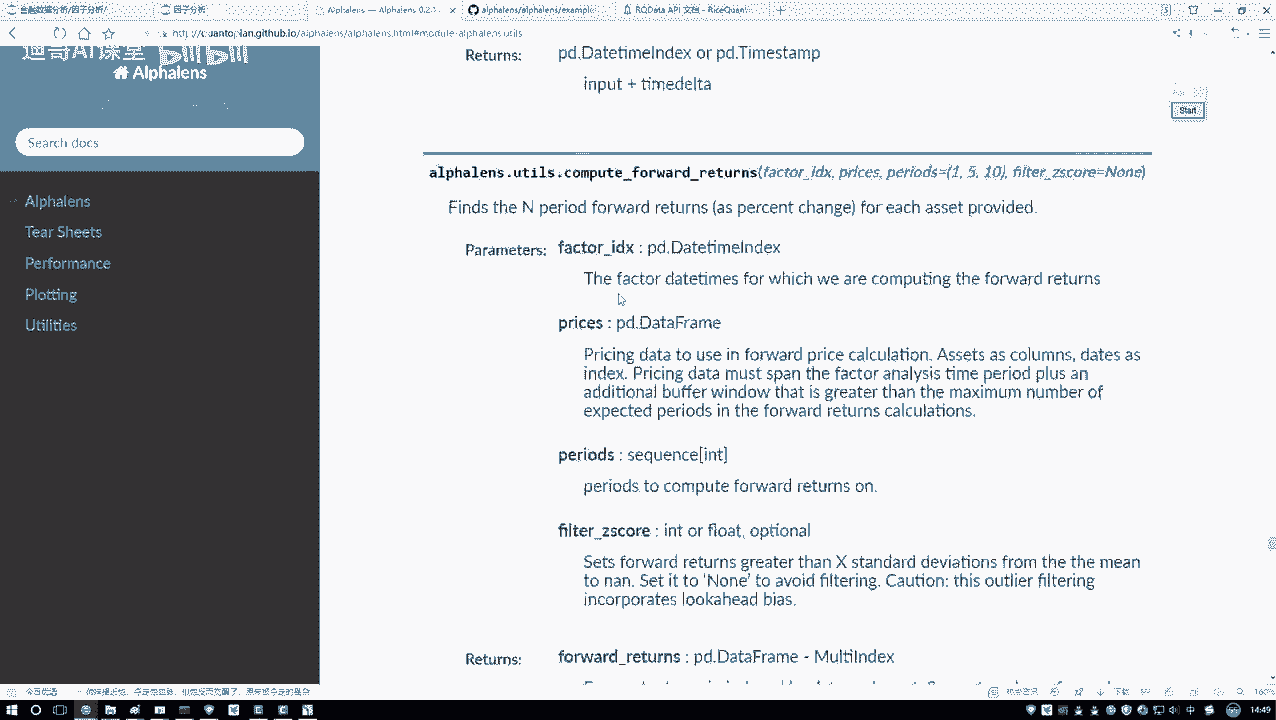 金融数据分析/因子分析/
因子分析
Alphalens — Alphalens 0.2.1
alphalens/alphalens/example
RQData API 文档 - RiceQuan
quantopian.github.io/alphalens/alphalens.html#module-alphalens.utils
迪哥AI课堂 bilibili
Alphalens
Search docs
Alphalens
Tear Sheets
Performance
Plotting
Utilities
Returns: pd.DatetimeIndex or pd.Timestamp
input + timedelta
Start
alphalens.utils.compute_forward_returns(factor_idx, prices, periods=(1, 5, 10), filter_zscore=None)
Finds the N period forward returns (as percent change) for each asset provided.
Parameters: factor_idx : pd.DatetimeIndex
The factor datetimes for which we are computing the forward returns
prices : pd.DataFrame
Pricing data to use in forward price calculation. Assets as columns, dates as
index. Pricing data must span the factor analysis time period plus an
additional buffer window that is greater than the maximum number of
expected periods in the forward returns calculations.
periods : sequence[int]
periods to compute forward returns on.
filter_zscore : int or float, optional
Sets forward returns greater than X standard deviations from the the mean
to nan. Set it to 'None' to avoid filtering. Caution: this outlier filtering
incorporates lookahead bias.
Returns: forward_returns : pd.DataFrame - MultiIndex
14:49